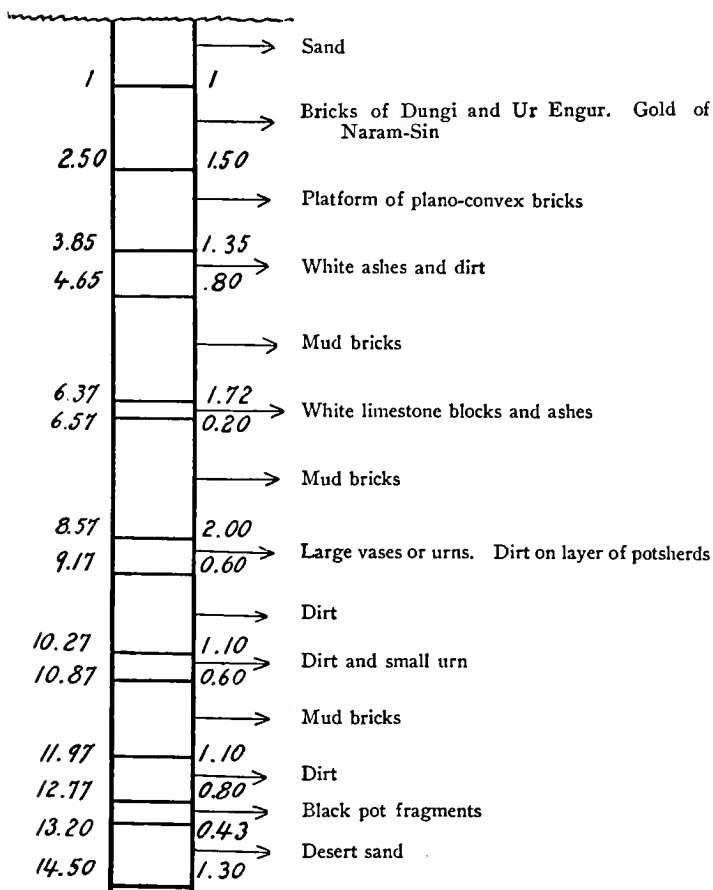 Sand
1 1
Bricks of Dungi and Ur Engur. Gold of
Naram-Sin
2.50 1.50
Platform of plano-convex bricks
3.85 1.35
White ashes and dirt
4.65 .80
Mud bricks
6.37 1.72
White limestone blocks and ashes
6.57 0.20
Mud bricks
8.57 2.00
Large vases or urns. Dirt on layer of potsherds
9.17 0.60
Dirt
10.27 1.10
Dirt and small urn
10.87 0.60
Mud bricks
11.97 1.10
Dirt
12.77 0.80
Black pot fragments
13.20 0.43
Desert sand
14.50 1.30